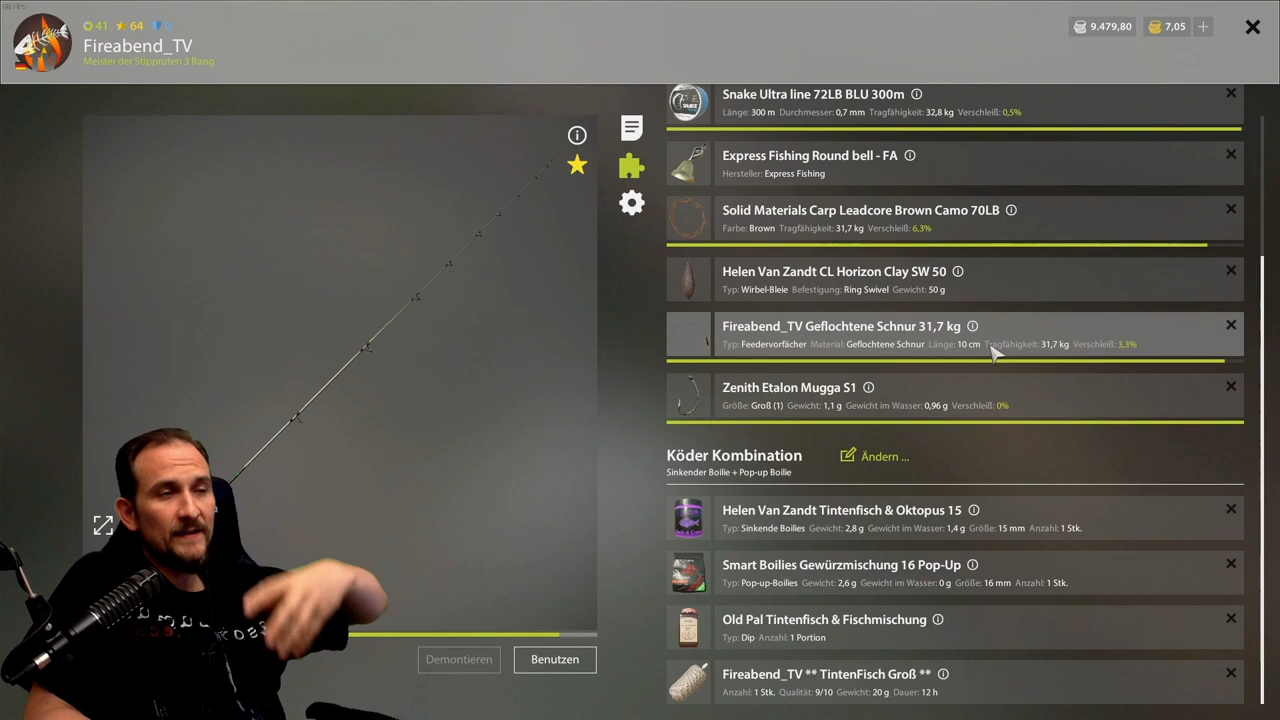 60 FPS
41 64 0
Fireabend_TV
Meister der Stippruten 3 Rang
9.479,80 7,05 +
Snake Ultra line 72LB BLU 300m
Länge: 300 m Durchmesser: 0,7 mm Tragfähigkeit: 32,8 kg Verschleiß: 0,5%
Express Fishing Round bell - FA
Hersteller: Express Fishing
Solid Materials Carp Leadcore Brown Camo 70LB
Farbe: Brown Tragfähigkeit: 31,7 kg Verschleiß: 6,3%
Helen Van Zandt CL Horizon Clay SW 50
Typ: Wirbel-Bleie Befestigung: Ring Swivel Gewicht: 50 g
Fireabend_TV Geflochtene Schnur 31,7 kg
Typ: Feedervorfächer Material: Geflochtene Schnur Länge: 10 cm Tragfähigkeit: 31,7 kg Verschleiß: 3,3%
Zenith Etalon Mugga S1
Größe: Groß (1) Gewicht: 1,1 g Gewicht im Wasser: 0,96 g Verschleiß: 0%
Köder Kombination Ändern ...
Sinkender Boilie + Pop-up Boilie
Helen Van Zandt Tintenfisch & Oktopus 15
Typ: Sinkende Boilies Gewicht: 2,8 g Gewicht im Wasser: 1,4 g Größe: 15 mm Anzahl: 1 Stk.
Smart Boilies Gewürzmischung 16 Pop-Up
Typ: Pop-up-Boilies Gewicht: 2,6 g Gewicht im Wasser: 0 g Größe: 16 mm Anzahl: 1 Stk.
Old Pal Tintenfisch & Fischmischung
Typ: Dip Anzahl: 1 Portion
Fireabend_TV ** TintenFisch Groß **
Anzahl: 1 Stk. Qualität: 9/10 Gewicht: 20 g Dauer: 12 h
Demontieren Benutzen